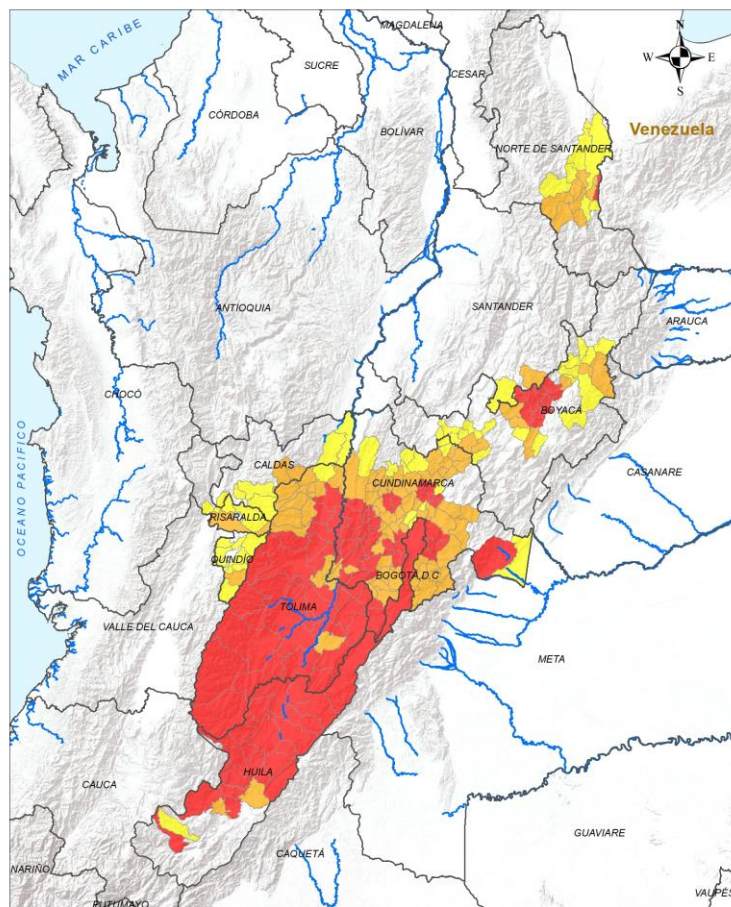 MAGDALENA
N
MAR CARIBE
SUCRE
CESAR
W
E
S
CÓRDOBA
BOLÍVAR
Venezuela
NORTE DE SANTANDER
ANTIOQUIA
SANTANDER
ARAUCA
CHOCÓ
BOYACÁ
CALDAS
CASANARE
CUNDINAMARCA
OCEANO PACIFICO
RISARALDA
QUINDÍO
BOGOTÁ, D.C
TOLIMA
VALLE DEL CAUCA
META
HUILA
CAUCA
GUAVIARE
CAQUETÁ
NARIÑO
PUTUMAYO
VAUPÉS